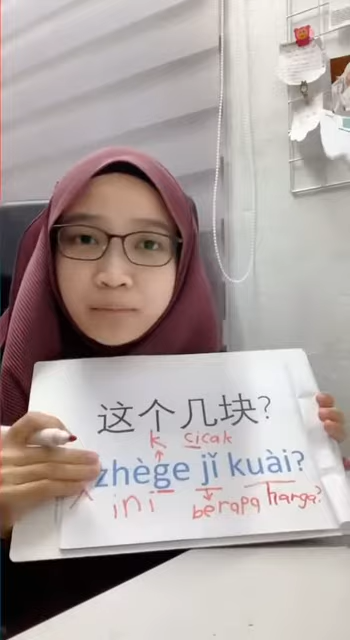 这个几块?
k cicak
zhège jǐ kuài?
ini berapa harga?